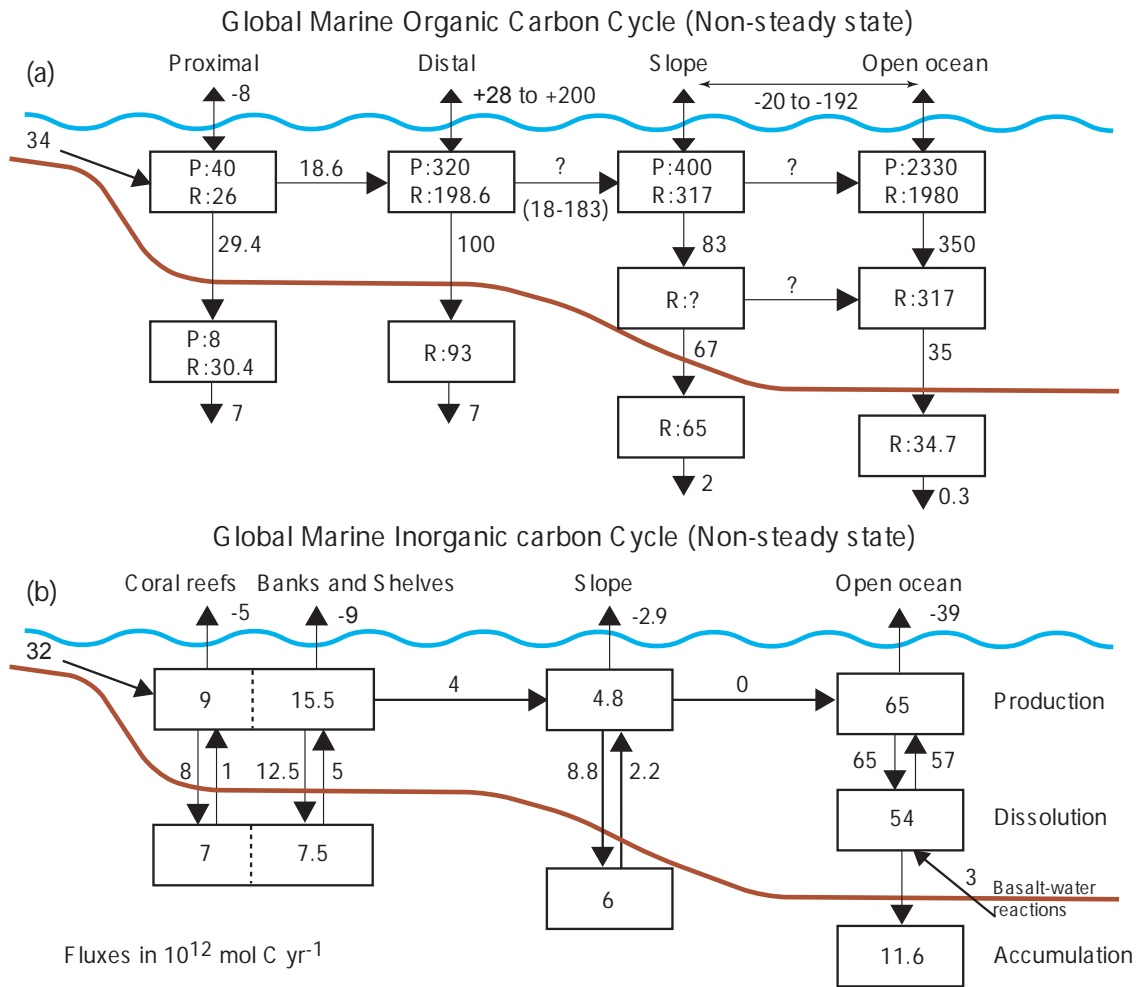 Global Marine Organic Carbon Cycle (Non-steady state)
(a)
Proximal
Distal
Slope
Open ocean
-8
+28 to +200
-20 to -192
34
P:40
R:26
18.6
P:320
R:198.6
?
(18-183)
P:400
R:317
?
P:2330
R:1980
29.4
100
83
350
R:?
?
R:317
P:8
R:30.4
R:93
67
35
7
7
R:65
R:34.7
2
0.3
Global Marine Inorganic carbon Cycle (Non-steady state)
(b)
Coral reefs
Banks and Shelves
Slope
Open ocean
-5
-9
-2.9
-39
32
9
15.5
4
4.8
0
65
Production
8
1
12.5
5
8.8
2.2
65
57
7
7.5
54
Dissolution
6
3
Basalt-water
reactions
11.6
Accumulation
Fluxes in 10¹² mol C yr⁻¹